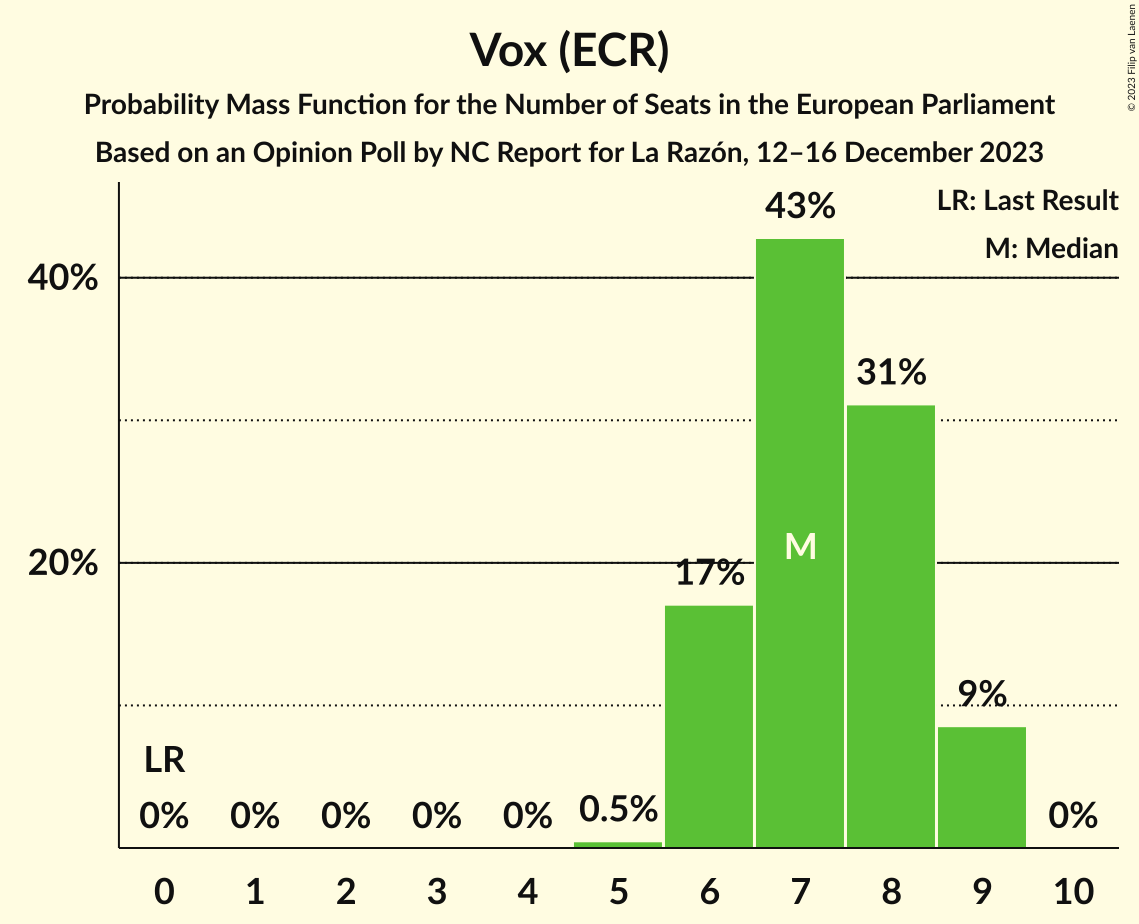 Vox (ECR)
Probability Mass Function for the Number of Seats in the European Parliament
Based on an Opinion Poll by NC Report for La Razón, 12–16 December 2023
© 2023 Filip van Laenen
LR: Last Result
M: Median
43%
40%
31%
M
20%
17%
9%
LR
0%
0%
0%
0%
0%
0.5%
0%
0 1 2 3 4 5 6 7 8 9 10